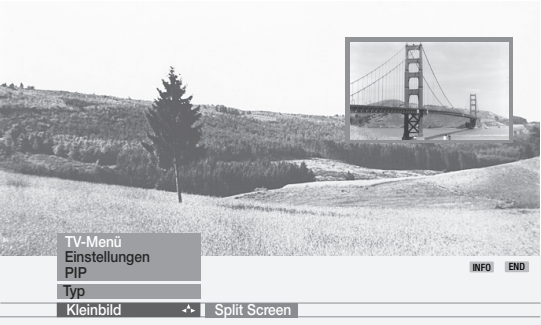 TV-Menü
Einstellungen
PIP
INFO END
Typ
Kleinbild Split Screen